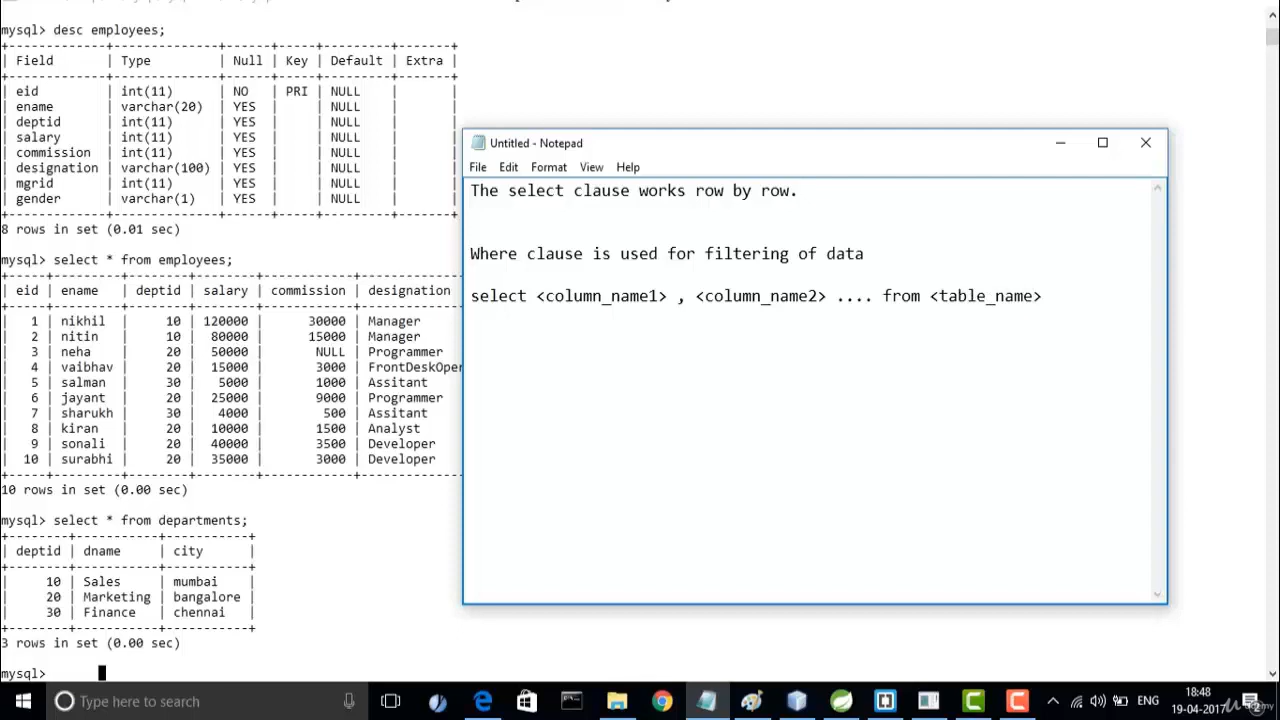 mysql> desc employees;
+-------------+--------------+------+-----+---------+-------+
| Field | Type | Null | Key | Default | Extra |
+-------------+--------------+------+-----+---------+-------+
| eid | int(11) | NO | PRI | NULL | |
| ename | varchar(20) | YES | | NULL | |
| deptid | int(11) | YES | | NULL | |
| salary | int(11) | YES | | NULL | |
| commission | int(11) | YES | | NULL | |
| designation | varchar(100) | YES | | NULL | |
| mgrid | int(11) | YES | | NULL | |
| gender | varchar(1) | YES | | NULL | |
+-------------+--------------+------+-----+---------+-------+
8 rows in set (0.01 sec)
mysql> select * from employees;
| eid | ename | deptid | salary | commission | designation
| 1 | nikhil | 10 | 120000 | 30000 | Manager
| 2 | nitin | 10 | 80000 | 15000 | Manager
| 3 | neha | 20 | 50000 | NULL | Programmer
| 4 | vaibhav | 20 | 15000 | 3000 | FrontDeskOper
| 5 | salman | 30 | 5000 | 1000 | Assitant
| 6 | jayant | 20 | 25000 | 9000 | Programmer
| 7 | sharukh | 30 | 4000 | 500 | Assitant
| 8 | kiran | 20 | 10000 | 1500 | Analyst
| 9 | sonali | 20 | 40000 | 3500 | Developer
| 10 | surabhi | 20 | 35000 | 3000 | Developer
10 rows in set (0.00 sec)
mysql> select * from departments;
+--------+-----------+-----------+
| deptid | dname | city |
+--------+-----------+-----------+
| 10 | Sales | mumbai |
| 20 | Marketing | bangalore |
| 30 | Finance | chennai |
+--------+-----------+-----------+
3 rows in set (0.00 sec)
mysql>
Untitled - Notepad
File Edit Format View Help
The select clause works row by row.
Where clause is used for filtering of data
select <column_name1> , <column_name2> .... from <table_name>
Type here to search
ENG
18:48
19-04-2017